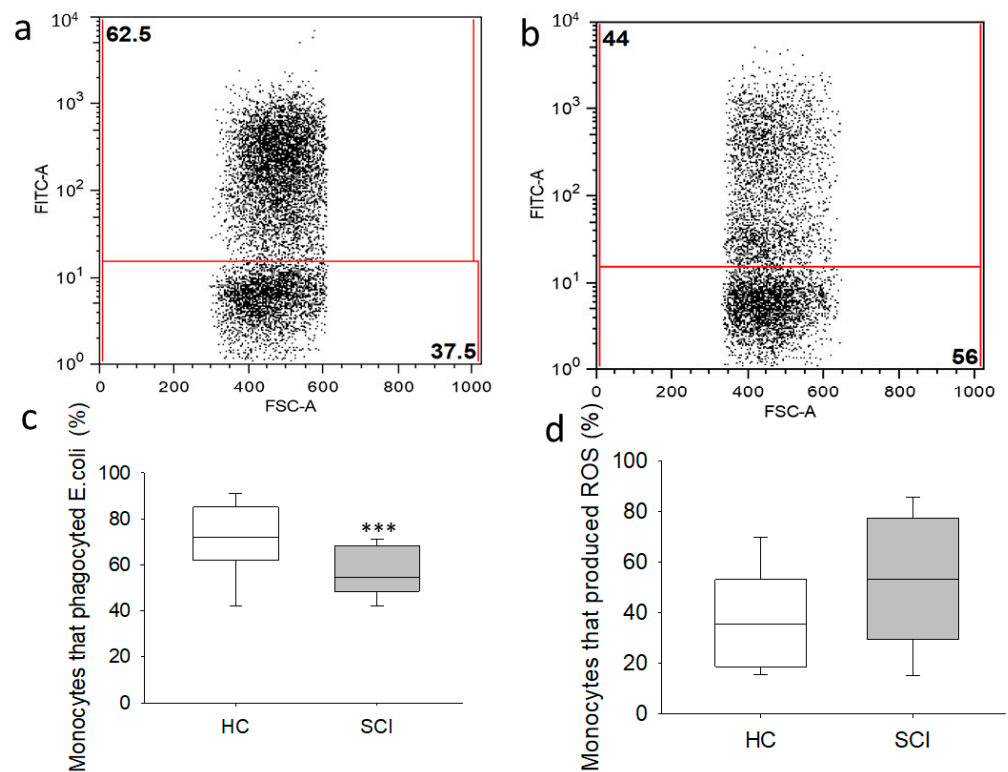 a
62.5
10⁴
10³
10²
10¹
10⁰
FITC-A
37.5
0 200 400 600 800 1000
FSC-A
b
44
10⁴
10³
10²
10¹
10⁰
FITC-A
56
0 200 400 600 800 1000
FSC-A
c
Monocytes that phagocyted E.coli (%)
100
80
60
40
20
0
***
HC SCI
d
Monocytes that produced ROS (%)
100
80
60
40
20
0
HC SCI